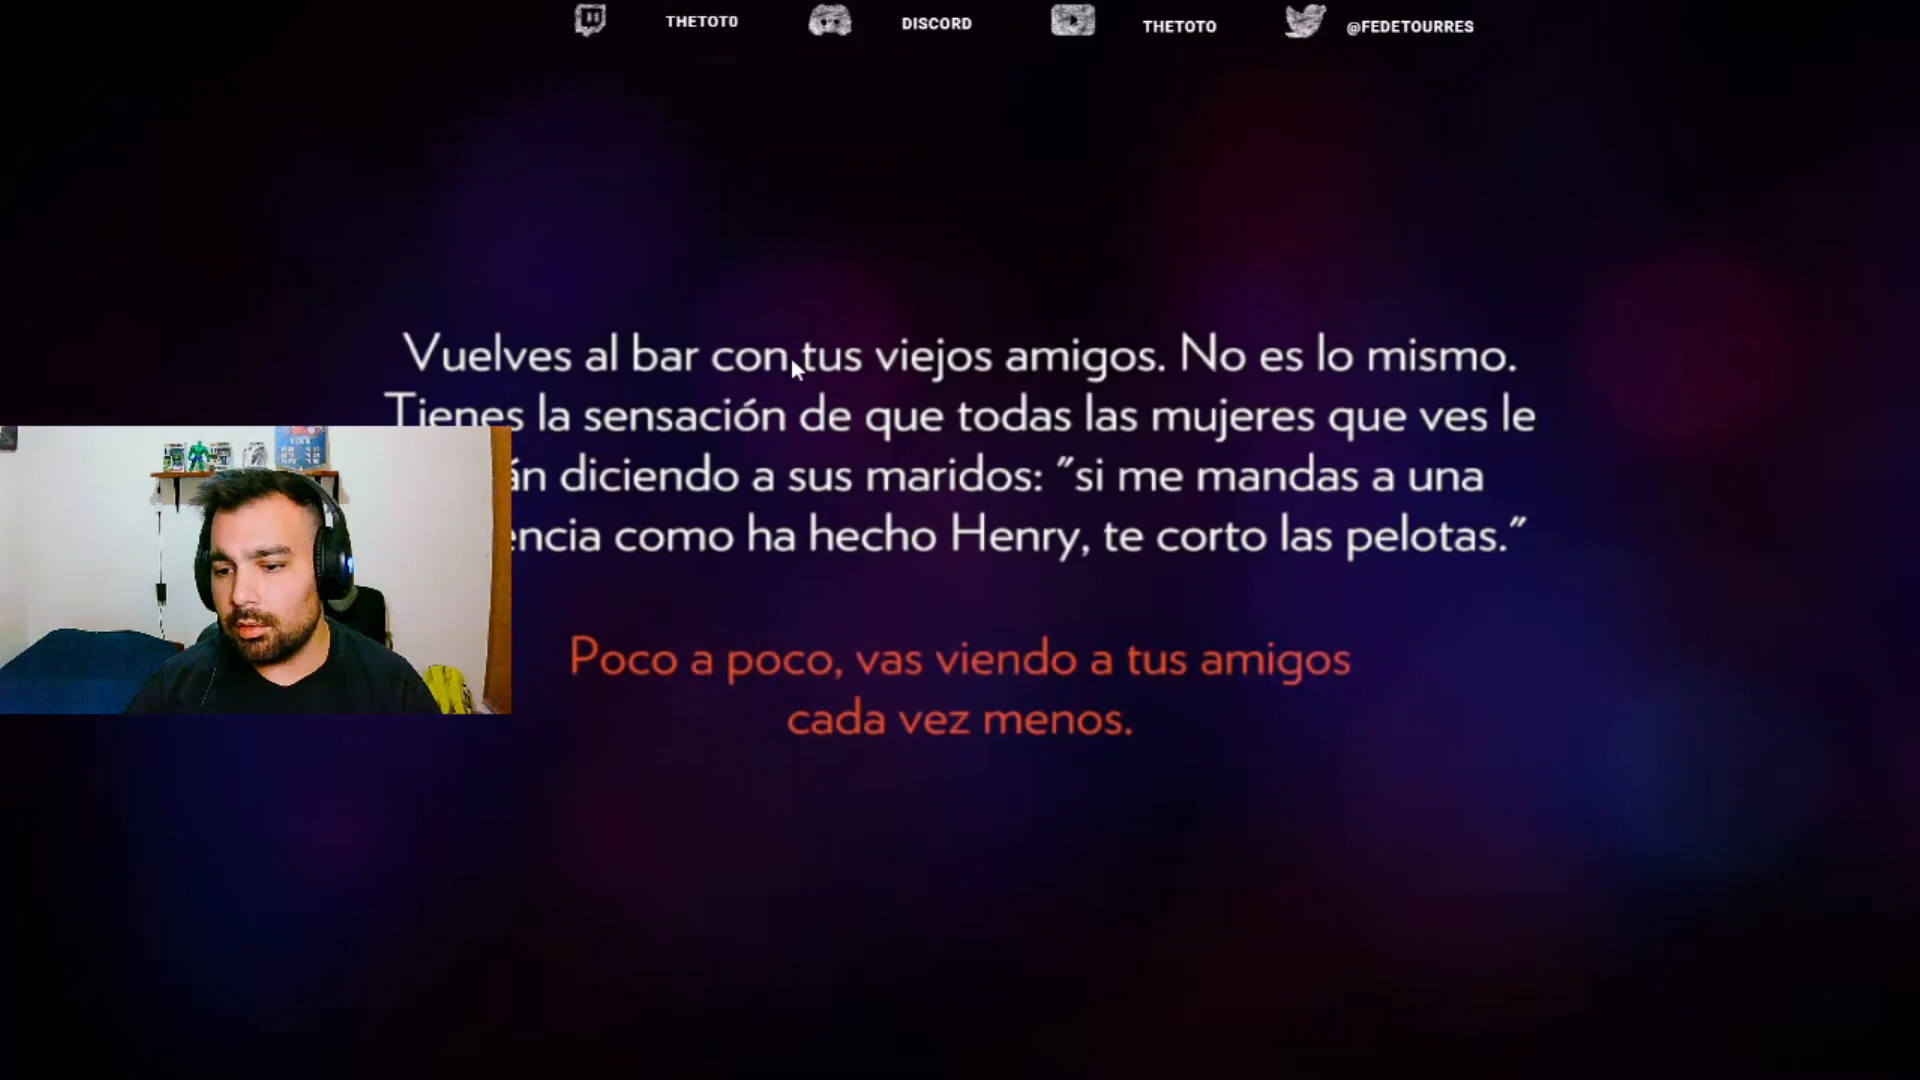 THETOT0 DISCORD THETOTO @FEDETOURRES
Vuelves al bar con tus viejos amigos. No es lo mismo.
Tienes la sensación de que todas las mujeres que ves le
án diciendo a sus maridos: "si me mandas a una
encia como ha hecho Henry, te corto las pelotas."
Poco a poco, vas viendo a tus amigos
cada vez menos.